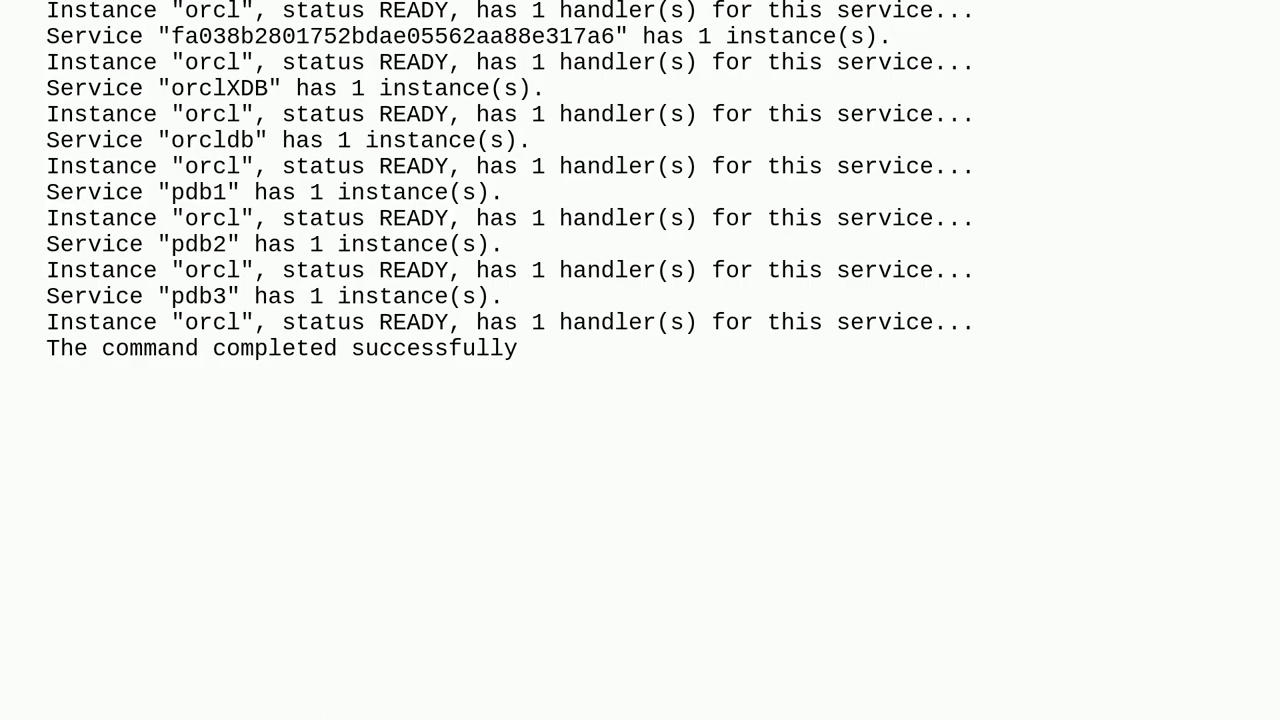 Instance "orcl", status READY, has 1 handler(s) for this service...
Service "fa038b2801752bdae05562aa88e317a6" has 1 instance(s).
Instance "orcl", status READY, has 1 handler(s) for this service...
Service "orclXDB" has 1 instance(s).
Instance "orcl", status READY, has 1 handler(s) for this service...
Service "orcldb" has 1 instance(s).
Instance "orcl", status READY, has 1 handler(s) for this service...
Service "pdb1" has 1 instance(s).
Instance "orcl", status READY, has 1 handler(s) for this service...
Service "pdb2" has 1 instance(s).
Instance "orcl", status READY, has 1 handler(s) for this service...
Service "pdb3" has 1 instance(s).
Instance "orcl", status READY, has 1 handler(s) for this service...
The command completed successfully